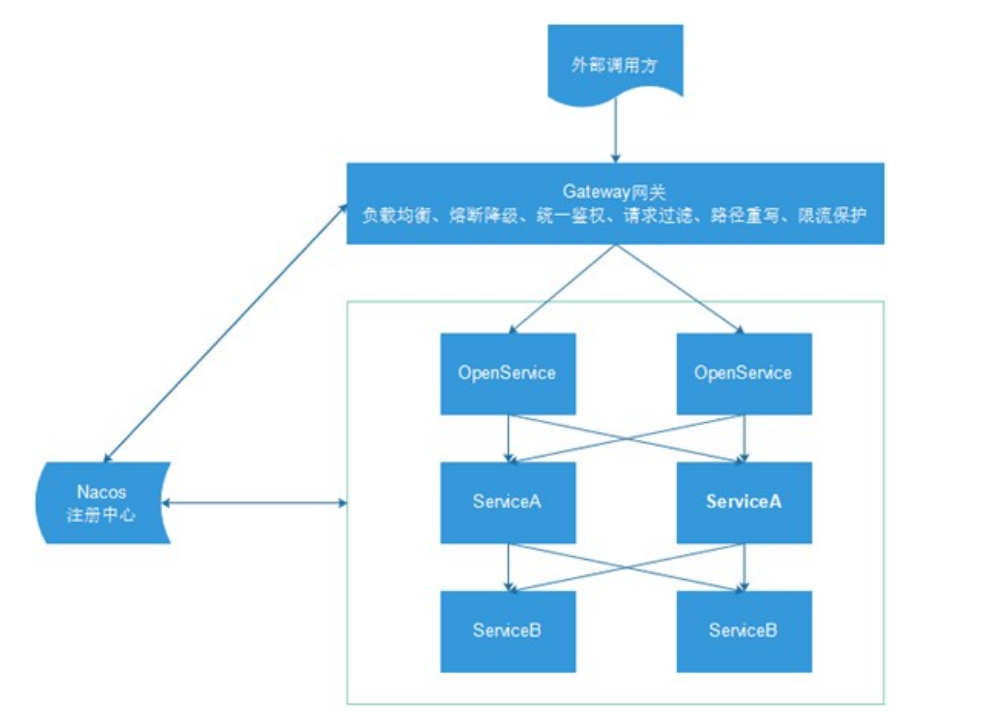 外部调用方
Gateway网关
负载均衡、熔断降级、统一鉴权、请求过滤、路径重写、限流保护
OpenService
OpenService
Nacos
注册中心
ServiceA
ServiceA
ServiceB
ServiceB